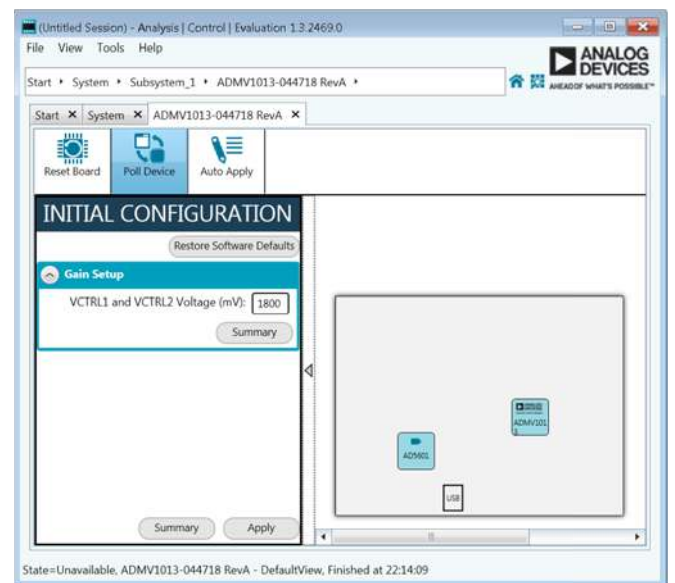 (Untitled Session) - Analysis | Control | Evaluation 1.3.2469.0
File View Tools Help
ANALOG
DEVICES
AHEAD OF WHAT'S POSSIBLE™
Start System Subsystem_1 ADMV1013-044718 RevA
Start System ADMV1013-044718 RevA
Reset Board Poll Device Auto Apply
INITIAL CONFIGURATION
Restore Software Defaults
Gain Setup
VCTRL1 and VCTRL2 Voltage (mV): 1800
Summary
ADMV101
3
AD5601
USB
Summary Apply
State=Unavailable, ADMV1013-044718 RevA - DefaultView, Finished at 22:14:09